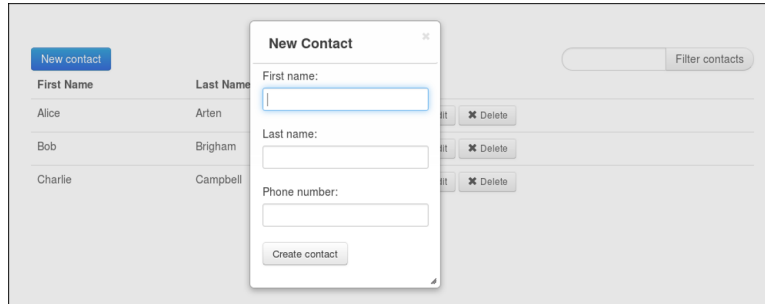 New Contact ×
New contact
Filter contacts
First Name Last Name
First name:
Alice Arten Delete
Last name:
Bob Brigham Delete
Charlie Campbell Delete
Phone number:
Create contact